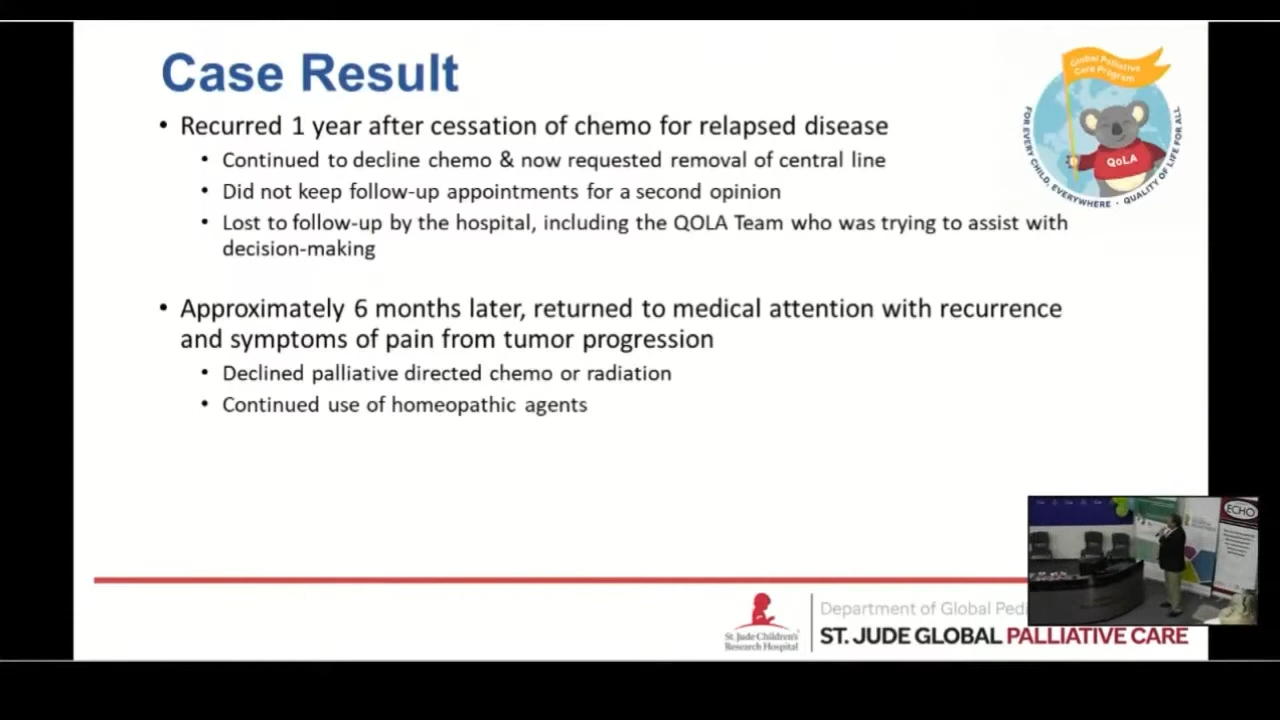 Case Result
• Recurred 1 year after cessation of chemo for relapsed disease
• Continued to decline chemo & now requested removal of central line
• Did not keep follow-up appointments for a second opinion
• Lost to follow-up by the hospital, including the QOLA Team who was trying to assist with
decision-making
• Approximately 6 months later, returned to medical attention with recurrence
and symptoms of pain from tumor progression
• Declined palliative directed chemo or radiation
• Continued use of homeopathic agents
Global Palliative
Care Program
QoLA
FOR EVERY CHILD, EVERYWHERE · QUALITY OF LIFE FOR ALL
ECHO
St. Jude Children's
Research Hospital
Department of Global Pedi
ST. JUDE GLOBAL PALLIATIVE CARE